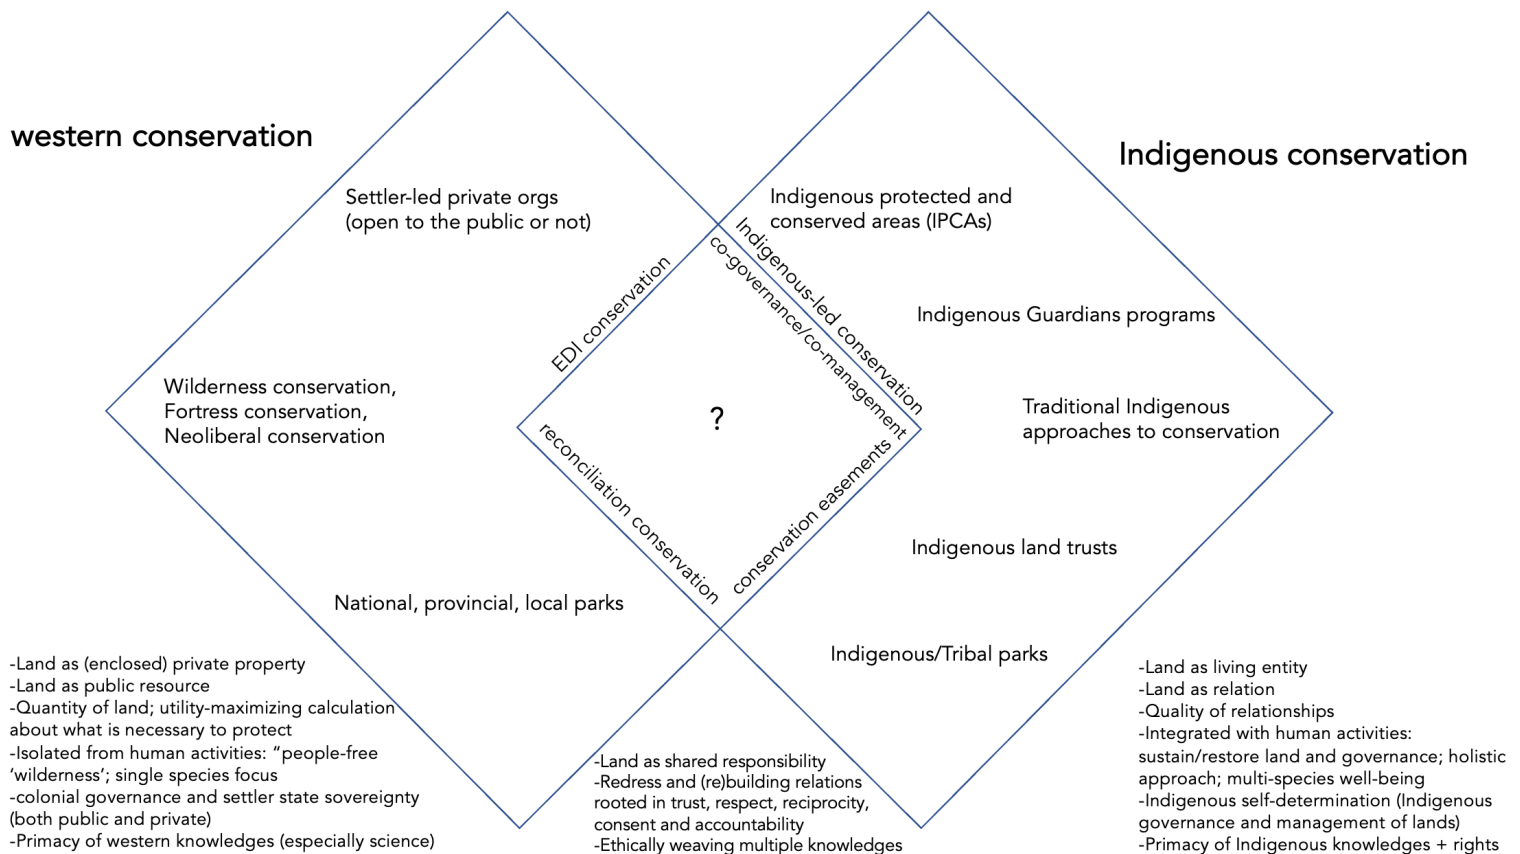 western conservation
Indigenous conservation
Settler-led private orgs
(open to the public or not)
Indigenous protected and
conserved areas (IPCAs)
EDI conservation
Indigenous-led conservation
co-governance/co-management
Indigenous Guardians programs
Wilderness conservation,
Fortress conservation,
Neoliberal conservation
?
Traditional Indigenous
approaches to conservation
reconciliation conservation
conservation easements
Indigenous land trusts
National, provincial, local parks
Indigenous/Tribal parks
-Land as (enclosed) private property
-Land as public resource
-Quantity of land; utility-maximizing calculation
about what is necessary to protect
-Isolated from human activities: “people-free
‘wilderness’; single species focus
-colonial governance and settler state sovereignty
(both public and private)
-Primacy of western knowledges (especially science)
-Land as shared responsibility
-Redress and (re)building relations
rooted in trust, respect, reciprocity,
consent and accountability
-Ethically weaving multiple knowledges
-Land as living entity
-Land as relation
-Quality of relationships
-Integrated with human activities:
sustain/restore land and governance; holistic
approach; multi-species well-being
-Indigenous self-determination (Indigenous
governance and management of lands)
-Primacy of Indigenous knowledges + rights